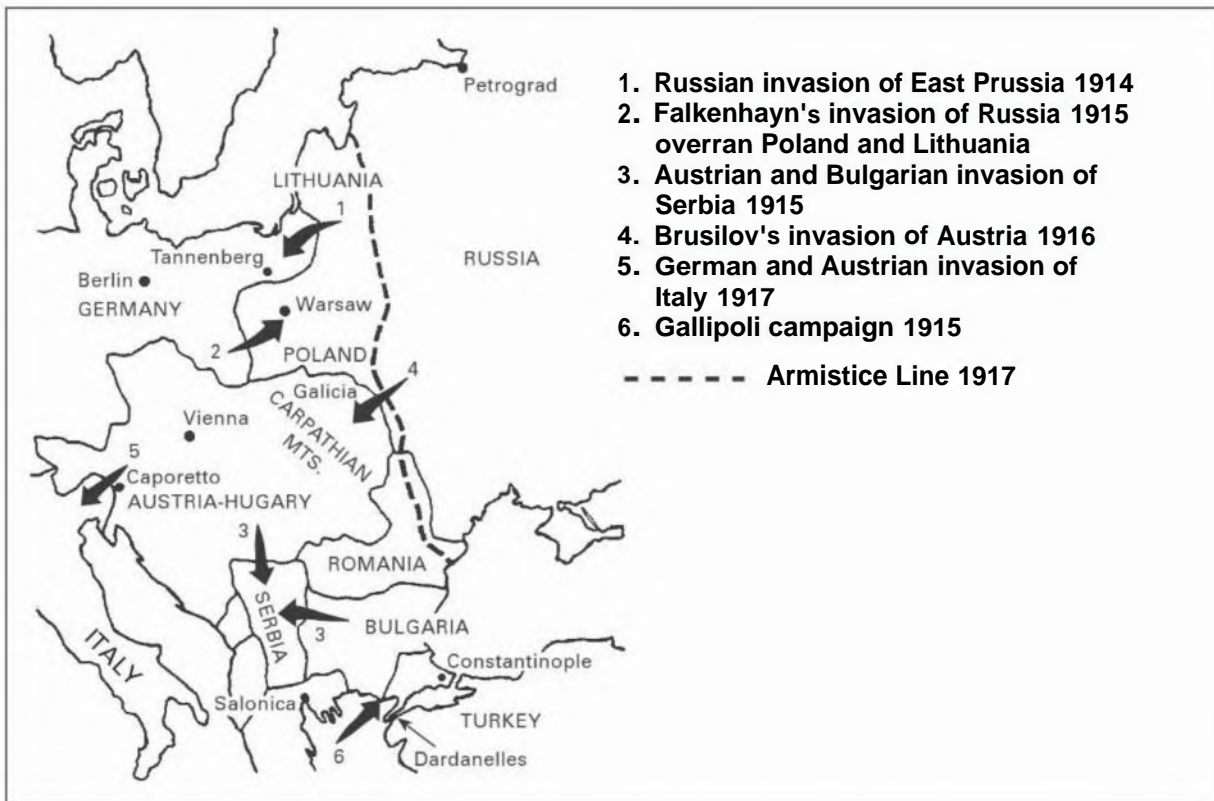 Petrograd
LITHUANIA
1
Tannenberg
RUSSIA
Berlin
GERMANY
Warsaw
2
POLAND
Galicia
4
CARPATHIAN
MTS.
Vienna
5
Caporetto
AUSTRIA-HUGARY
3
ROMANIA
SERBIA
3
BULGARIA
ITALY
Constantinople
Salonica
TURKEY
6
Dardanelles
1. Russian invasion of East Prussia 1914
2. Falkenhayn's invasion of Russia 1915
overran Poland and Lithuania
3. Austrian and Bulgarian invasion of
Serbia 1915
4. Brusilov's invasion of Austria 1916
5. German and Austrian invasion of
Italy 1917
6. Gallipoli campaign 1915
Armistice Line 1917